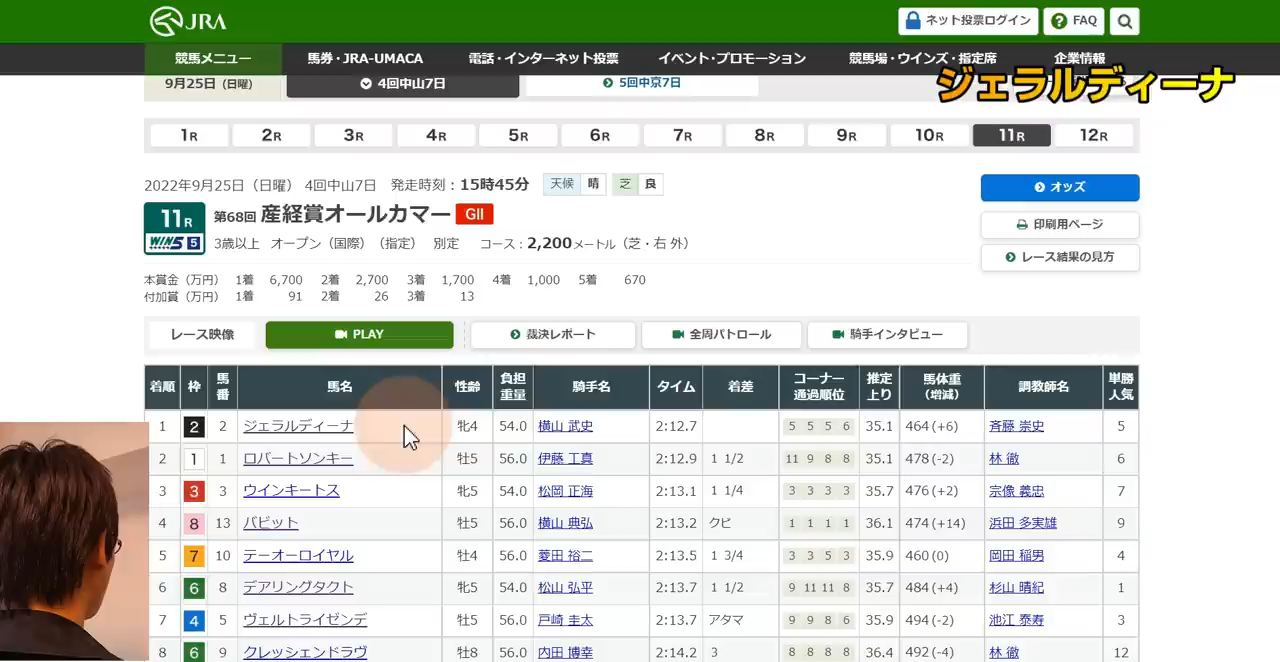 JRA
ネット投票ログイン
FAQ
競馬メニュー 馬券・JRA-UMACA 電話・インターネット投票 イベント・プロモーション 競馬場・ウインズ・指定席 企業情報
ジェラルディーナ
9月25日（日曜） 4回中山7日 5回中京7日
1R 2R 3R 4R 5R 6R 7R 8R 9R 10R 11R 12R
2022年9月25日（日曜） 4回中山7日 発走時刻：15時45分 天候 晴 芝 良
オッズ
11R 第68回 産経賞オールカマー GII
印刷用ページ
WIN5 5 3歳以上 オープン（国際）（指定） 別定 コース：2,200メートル（芝・右 外）
レース結果の見方
本賞金（万円） 1着 6,700 2着 2,700 3着 1,700 4着 1,000 5着 670
付加賞（万円） 1着 91 2着 26 3着 13
レース映像 PLAY 裁決レポート 全周パトロール 騎手インタビュー
着順 枠 馬番 馬名 性齢 負担重量 騎手名 タイム 着差 コーナー通過順位 推定上り 馬体重（増減） 調教師名 単勝人気
1 2 2 ジェラルディーナ 牝4 54.0 横山 武史 2:12.7 5 5 5 6 35.1 464(+6) 斉藤 崇史 5
2 1 1 ロバートソンキー 牡5 56.0 伊藤 工真 2:12.9 1 1/2 11 9 8 8 35.1 478(-2) 林 徹 6
3 3 3 ウインキートス 牝5 54.0 松岡 正海 2:13.1 1 1/4 3 3 3 3 35.7 476(+2) 宗像 義忠 7
4 8 13 バビット 牡5 56.0 横山 典弘 2:13.2 クビ 1 1 1 1 36.1 474(+14) 浜田 多実雄 9
5 7 10 テーオーロイヤル 牡4 56.0 菱田 裕二 2:13.5 1 3/4 3 3 5 3 35.9 460(0) 岡田 稲男 4
6 6 8 デアリングタクト 牝5 54.0 松山 弘平 2:13.7 1 1/2 9 11 11 8 35.7 484(+4) 杉山 晴紀 1
7 4 5 ヴェルトライゼンデ 牡5 56.0 戸崎 圭太 2:13.7 アタマ 9 9 8 6 35.9 494(-2) 池江 泰寿 3
8 6 9 クレッシェンドラヴ 牡8 56.0 内田 博幸 2:14.2 3 8 8 8 8 36.4 492(-4) 林 徹 12